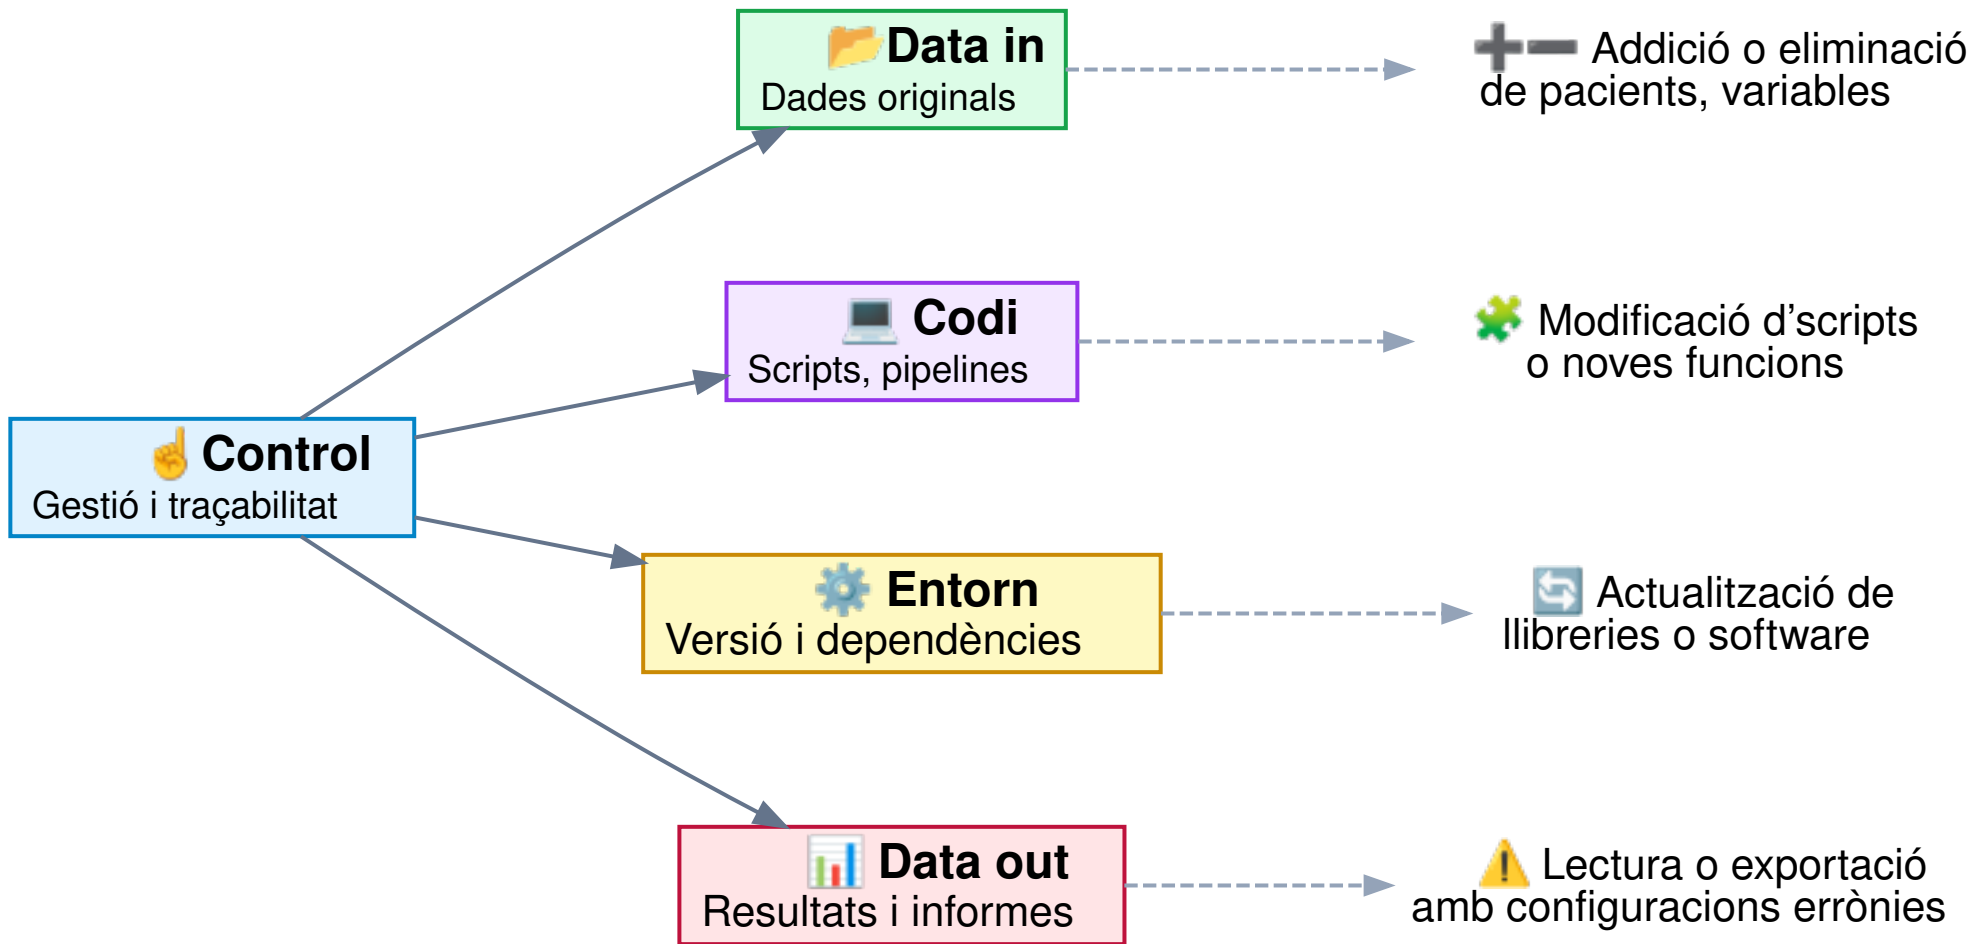 📂Data in
Dades originals
➕➖ Addició o eliminació
de pacients, variables
💻 Codi
Scripts, pipelines
🧩 Modificació d’scripts
o noves funcions
☝️Control
Gestió i traçabilitat
⚙️ Entorn
Versió i dependències
🔄 Actualització de
llibreries o software
📊 Data out
Resultats i informes
⚠️ Lectura o exportació
amb configuracions errònies